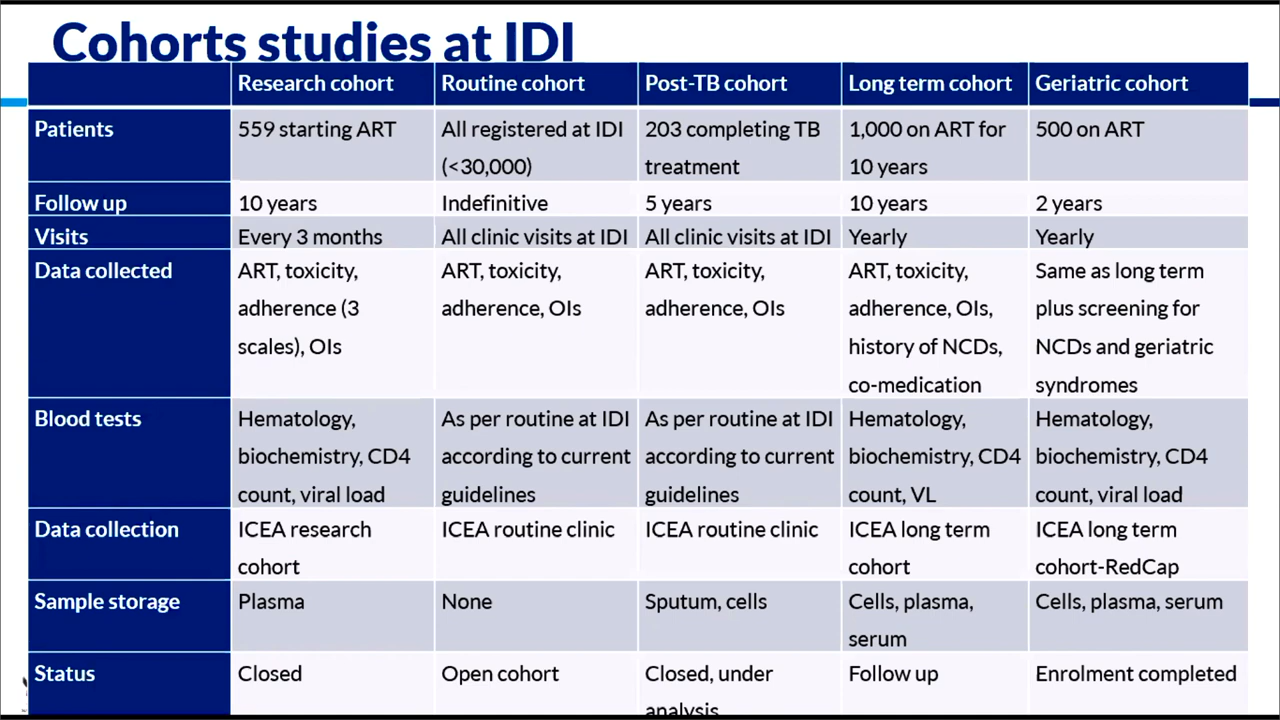 Cohorts studies at IDI
Research cohort Routine cohort Post-TB cohort Long term cohort Geriatric cohort
Patients 559 starting ART All registered at IDI 203 completing TB 1,000 on ART for 500 on ART
(<30,000) treatment 10 years
Follow up 10 years Indefinitive 5 years 10 years 2 years
Visits Every 3 months All clinic visits at IDI All clinic visits at IDI Yearly Yearly
Data collected ART, toxicity, ART, toxicity, ART, toxicity, ART, toxicity, Same as long term
adherence (3 adherence, OIs adherence, OIs adherence, OIs, plus screening for
scales), OIs history of NCDs, NCDs and geriatric
co-medication syndromes
Blood tests Hematology, As per routine at IDI As per routine at IDI Hematology, Hematology,
biochemistry, CD4 according to current according to current biochemistry, CD4 biochemistry, CD4
count, viral load guidelines guidelines count, VL count, viral load
Data collection ICEA research ICEA routine clinic ICEA routine clinic ICEA long term ICEA long term
cohort cohort cohort-RedCap
Sample storage Plasma None Sputum, cells Cells, plasma, Cells, plasma, serum
serum
Status Closed Open cohort Closed, under Follow up Enrolment completed
analysis